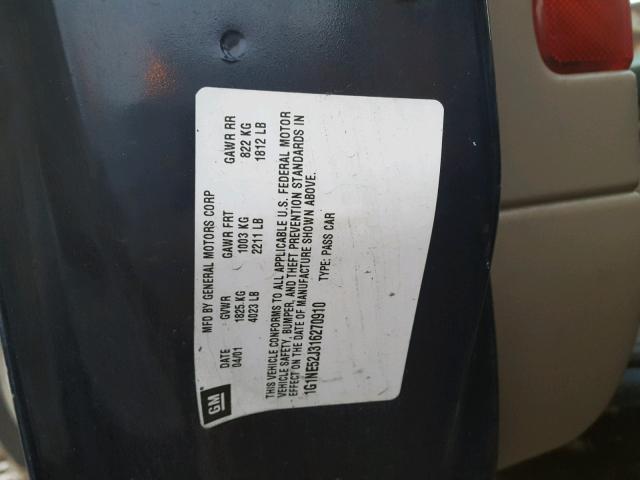 GM
MFD BY GENERAL MOTORS CORP
DATE GVWR GAWR FRT GAWR RR
04/01 1825 KG 1003 KG 822 KG
4023 LB 2211 LB 1812 LB
THIS VEHICLE CONFORMS TO ALL APPLICABLE U.S. FEDERAL MOTOR
VEHICLE SAFETY, BUMPER, AND THEFT PREVENTION STANDARDS IN
EFFECT ON THE DATE OF MANUFACTURE SHOWN ABOVE.
1G1NE52J316270910 TYPE: PASS CAR